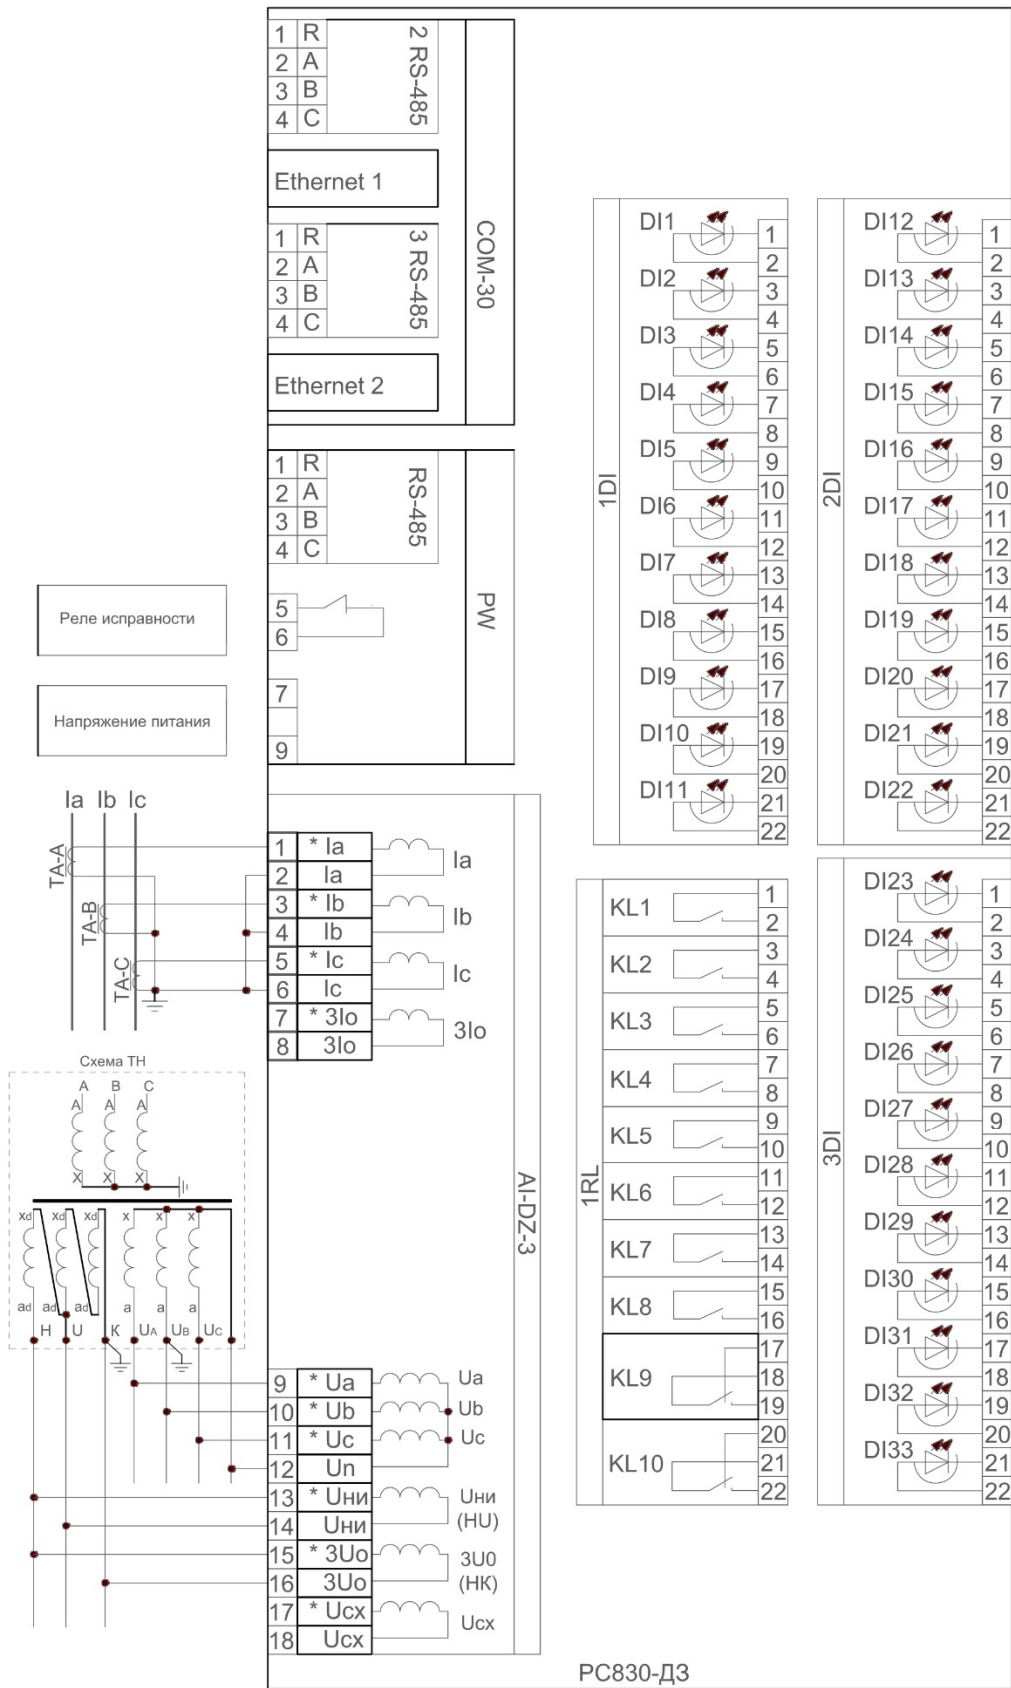 1 R
2 A
3 B
4 C
2 RS-485
Ethernet 1
1 R
2 A
3 B
4 C
3 RS-485
Ethernet 2
COM-30
1 R
2 A
3 B
4 C
RS-485
5
6
7
9
PW
Реле исправности
Напряжение питания
Ia Ib Ic
TA-A
TA-B
TA-C
1 * Ia
2 Ia
3 * Ib
4 Ib
5 * Ic
6 Ic
7 * 3Io
8 3Io
Ia
Ib
Ic
3Io
Схема ТН
A B C
A A A
X X X
xd xd xd x x x
ad ad ad a a a
Н U К UA UB UC
9 * Ua
10 * Ub
11 * Uc
12 Un
13 * Uни
14 Uни
15 * 3Uo
16 3Uo
17 * Ucx
18 Ucx
Ua
Ub
Uc
Uни
(HU)
3U0
(НК)
Ucx
AI-DZ-3
1DI
DI1 1
2
DI2 3
4
DI3 5
6
DI4 7
8
DI5 9
10
DI6 11
12
DI7 13
14
DI8 15
16
DI9 17
18
DI10 19
20
DI11 21
22
2DI
DI12 1
2
DI13 3
4
DI14 5
6
DI15 7
8
DI16 9
10
DI17 11
12
DI18 13
14
DI19 15
16
DI20 17
18
DI21 19
20
DI22 21
22
1RL
KL1 1
2
KL2 3
4
KL3 5
6
KL4 7
8
KL5 9
10
KL6 11
12
KL7 13
14
KL8 15
16
17
KL9 18
19
20
KL10 21
22
3DI
DI23 1
2
DI24 3
4
DI25 5
6
DI26 7
8
DI27 9
10
DI28 11
12
DI29 13
14
DI30 15
16
DI31 17
18
DI32 19
20
DI33 21
22
РС830-ДЗ